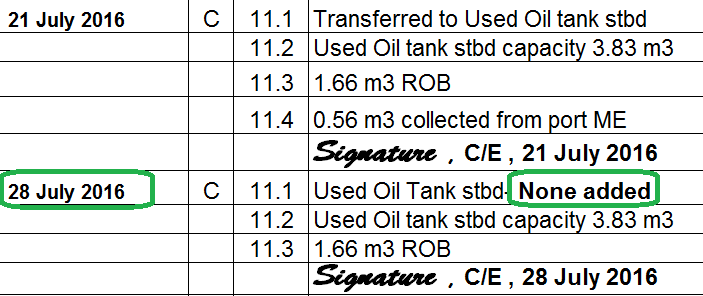 21 July 2016 C 11.1 Transferred to Used Oil tank stbd
11.2 Used Oil tank stbd capacity 3.83 m3
11.3 1.66 m3 ROB
11.4 0.56 m3 collected from port ME
Signature , C/E , 21 July 2016
28 July 2016 C 11.1 Used Oil Tank stbd- None added
11.2 Used Oil tank stbd capacity 3.83 m3
11.3 1.66 m3 ROB
Signature , C/E , 28 July 2016